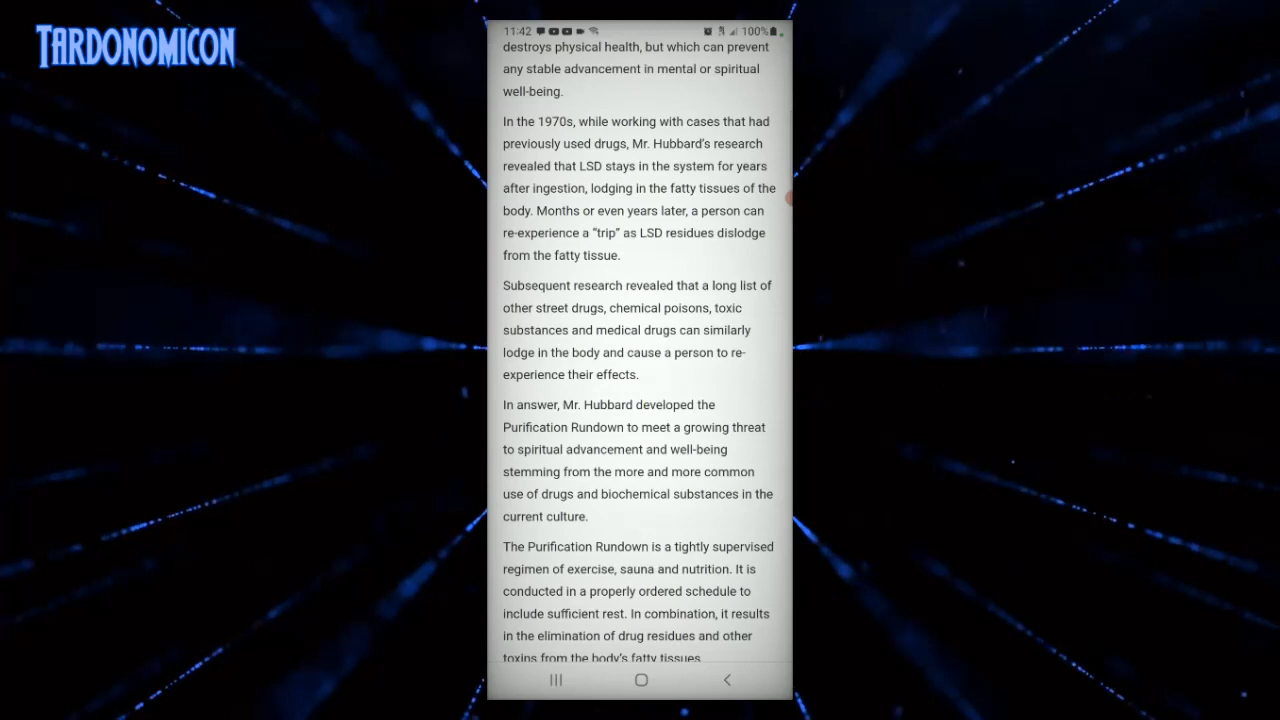 TARDONOMICON
11:42
100%
destroys physical health, but which can prevent
any stable advancement in mental or spiritual
well-being.
In the 1970s, while working with cases that had
previously used drugs, Mr. Hubbard's research
revealed that LSD stays in the system for years
after ingestion, lodging in the fatty tissues of the
body. Months or even years later, a person can
re-experience a “trip” as LSD residues dislodge
from the fatty tissue.
Subsequent research revealed that a long list of
other street drugs, chemical poisons, toxic
substances and medical drugs can similarly
lodge in the body and cause a person to re-
experience their effects.
In answer, Mr. Hubbard developed the
Purification Rundown to meet a growing threat
to spiritual advancement and well-being
stemming from the more and more common
use of drugs and biochemical substances in the
current culture.
The Purification Rundown is a tightly supervised
regimen of exercise, sauna and nutrition. It is
conducted in a properly ordered schedule to
include sufficient rest. In combination, it results
in the elimination of drug residues and other
toxins from the body's fatty tissues